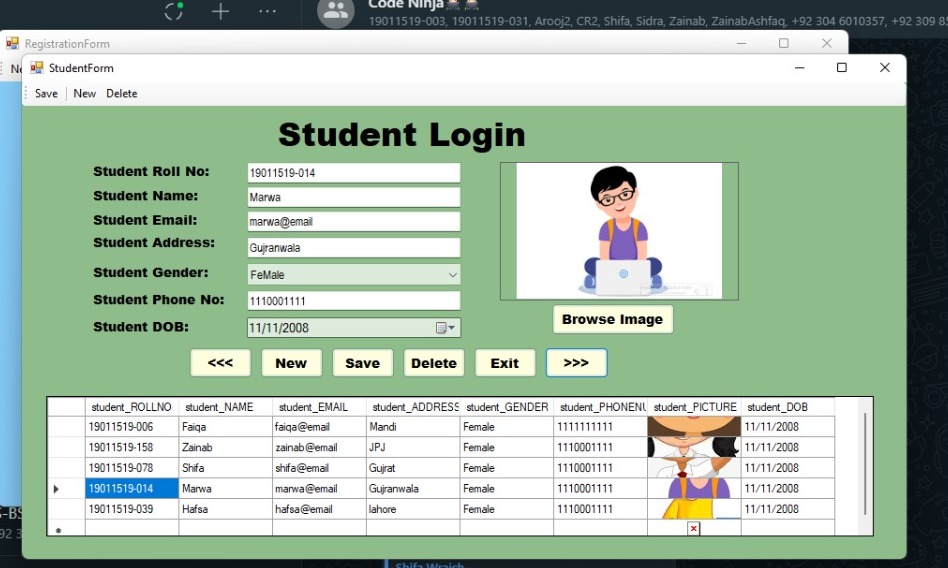 Code Ninja
19011519-003, 19011519-031, Arooj2, CR2, Shifa, Sidra, Zainab, ZainabAshfaq, +92 304 6010357, +92 309
RegistrationForm
StudentForm
Save New Delete
Student Login
Student Roll No: 19011519-014
Student Name: Marwa
Student Email: marwa@email
Student Address: Gujranwala
Student Gender: FeMale
Student Phone No: 1110001111
Student DOB: 11/11/2008
Browse Image
<<< New Save Delete Exit >>>
student_ROLLNO student_NAME student_EMAIL student_ADDRESS student_GENDER student_PHONENU student_PICTURE student_DOB
19011519-006 Faiqa faiqa@email Mandi Female 1111111111 11/11/2008
19011519-158 Zainab zainab@email JPJ Female 1110001111 11/11/2008
19011519-078 Shifa shifa@email Gujrat Female 1110001111 11/11/2008
19011519-014 Marwa marwa@email Gujranwala Female 1110001111 11/11/2008
19011519-039 Hafsa hafsa@email lahore Female 1110001111 11/11/2008
Shifa Wraich